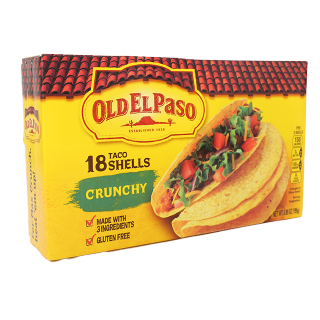 OLD EL PASO
ESTABLISHED 1938
18 TACO
SHELLS
CRUNCHY
MADE WITH
3 INGREDIENTS
GLUTEN FREE